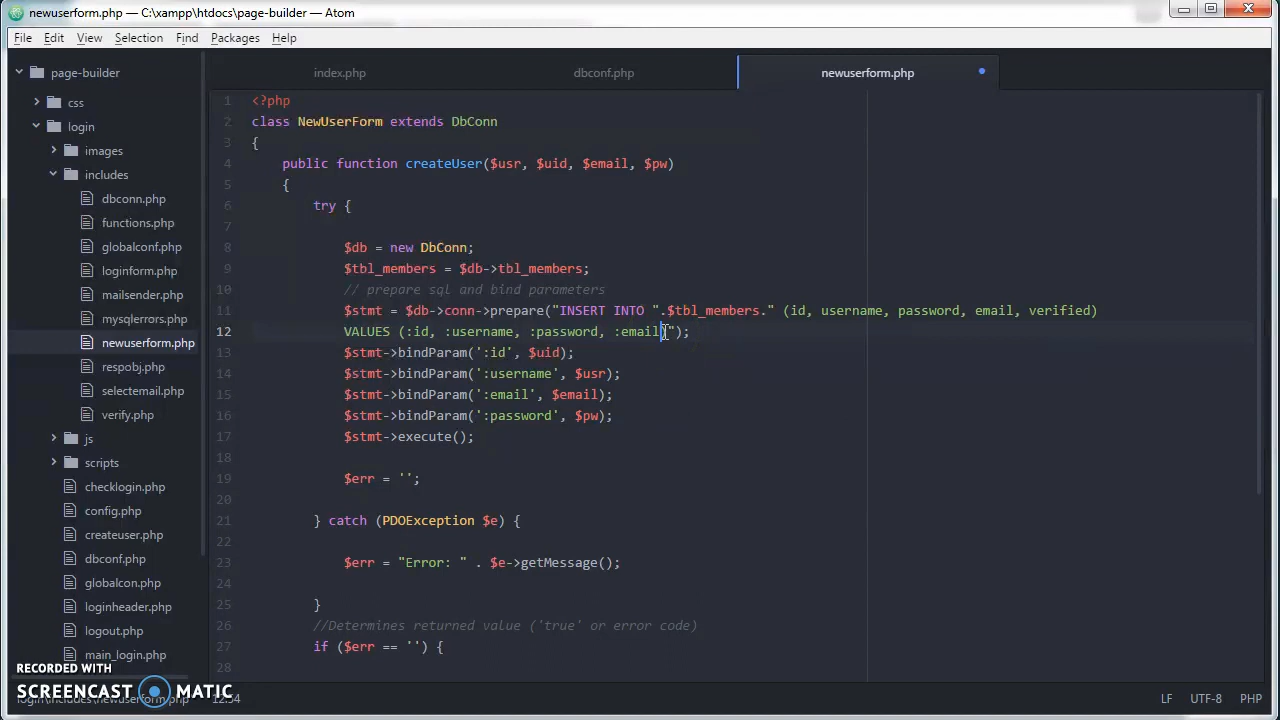 newuserform.php — C:\xampp\htdocs\page-builder — Atom
File Edit View Selection Find Packages Help
page-builder
index.php dbconf.php newuserform.php
css
login
images
includes
dbconn.php
functions.php
globalconf.php
loginform.php
mailsender.php
mysqlerrors.php
newuserform.php
respobj.php
selectemail.php
verify.php
js
scripts
checklogin.php
config.php
createuser.php
dbconf.php
globalcon.php
loginheader.php
logout.php
main_login.php
1 <?php
2 class NewUserForm extends DbConn
3 {
4 public function createUser($usr, $uid, $email, $pw)
5 {
6 try {
7
8 $db = new DbConn;
9 $tbl_members = $db->tbl_members;
10 // prepare sql and bind parameters
11 $stmt = $db->conn->prepare("INSERT INTO ".$tbl_members." (id, username, password, email, verified)
12 VALUES (:id, :username, :password, :email)");
13 $stmt->bindParam(':id', $uid);
14 $stmt->bindParam(':username', $usr);
15 $stmt->bindParam(':email', $email);
16 $stmt->bindParam(':password', $pw);
17 $stmt->execute();
18
19 $err = '';
20
21 } catch (PDOException $e) {
22
23 $err = "Error: " . $e->getMessage();
24
25 }
26 //Determines returned value ('true' or error code)
27 if ($err == '') {
28
RECORDED WITH
SCREENCAST MATIC
login\includes\newuserform.php 12:54 LF UTF-8 PHP